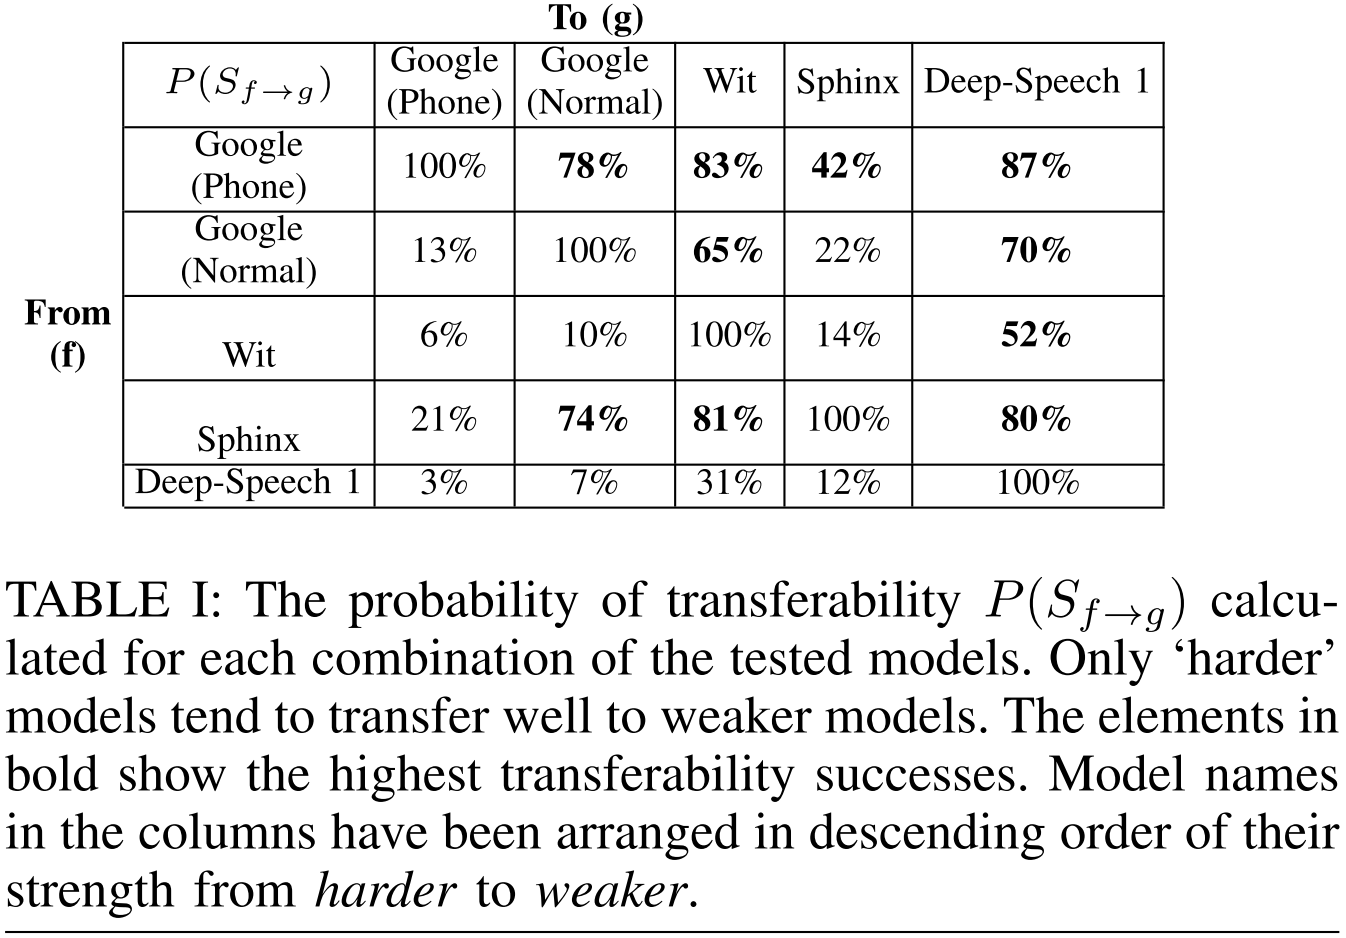 To (g)
P(S_{f→g}) Google (Phone) Google (Normal) Wit Sphinx Deep-Speech 1
Google (Phone) 100% 78% 83% 42% 87%
Google (Normal) 13% 100% 65% 22% 70%
From (f)
Wit 6% 10% 100% 14% 52%
Sphinx 21% 74% 81% 100% 80%
Deep-Speech 1 3% 7% 31% 12% 100%
TABLE I: The probability of transferability P(S_{f→g}) calcu-
lated for each combination of the tested models. Only ‘harder’
models tend to transfer well to weaker models. The elements in
bold show the highest transferability successes. Model names
in the columns have been arranged in descending order of their
strength from harder to weaker.